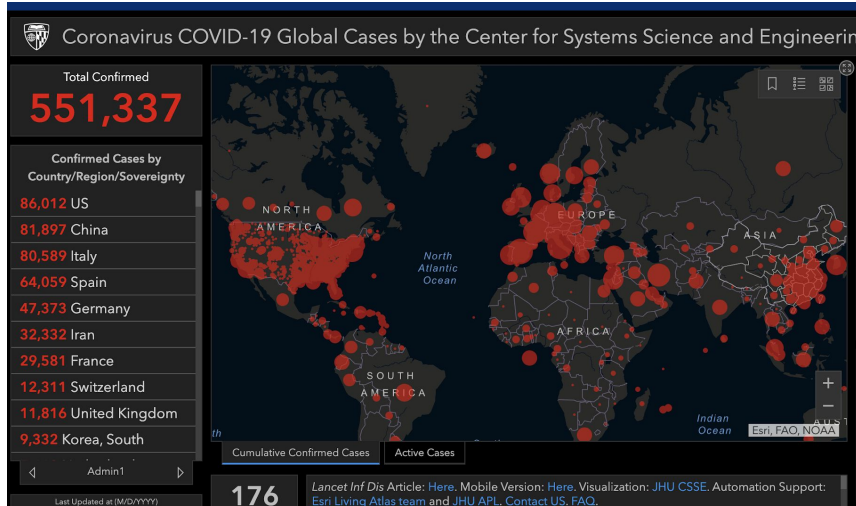 Coronavirus COVID-19 Global Cases by the Center for Systems Science and
Total Confirmed
551,337
Confirmed Cases by
Country/Region/Sovereignty
86,012 US
81,897 China
80,589 Italy
64,059 Spain
47,373 Germany
32,332 Iran
29,581 France
12,311 Switzerland
11,816 United Kingdom
9,332 Korea, South
Admin1
Last Updated at (M/D/YYYY)
NORTH
AMERICA
North
Atlantic
Ocean
EUROPE
ASIA
AFRICA
SOUTH
AMERICA
Indian
Ocean
+
−
Esri, FAO, NOAA
Cumulative Confirmed Cases
Active Cases
176
Lancet Inf Dis Article: Here. Mobile Version: Here. Visualization: JHU CSSE. Automation Support:
Esri Living Atlas team and JHU APL. Contact US. FAQ.